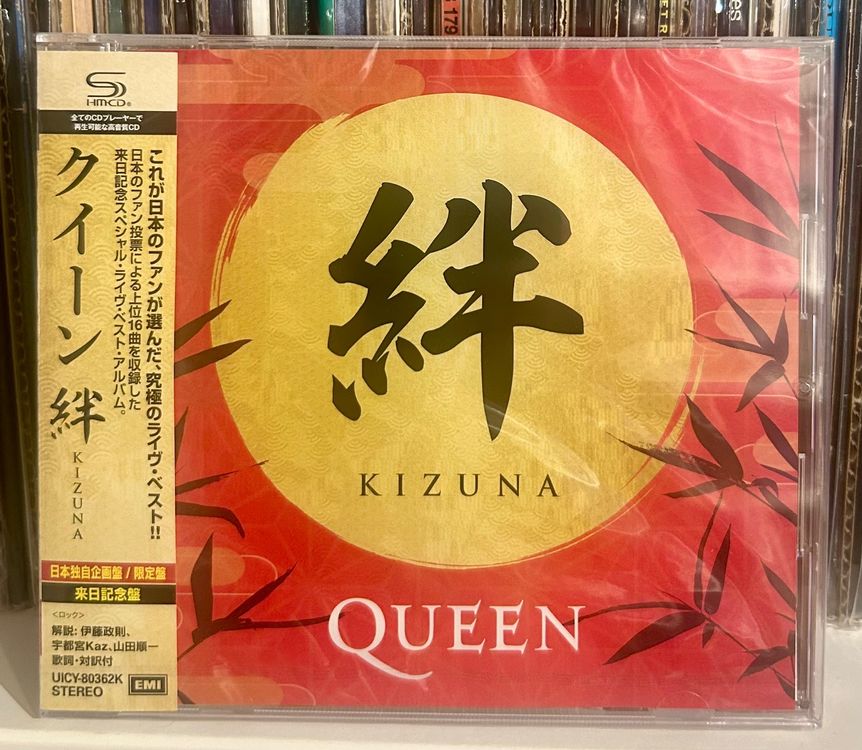 179
SHM-CD®
全てのCDプレーヤーで
再生可能な高音質CD
これが日本のファンが選んだ、究極のライヴ・ベスト!!
日本のファン投票による上位16曲を収録した
来日記念スペシャル・ライヴ・ベスト・アルバム。
クイーン 絆
KIZUNA
日本独自企画盤 / 限定盤
来日記念盤
<ロック>
解説: 伊藤政則、
宇都宮Kaz、山田順一
歌詞・対訳付
UICY-80362K
STEREO
EMI
絆
KIZUNA
QUEEN